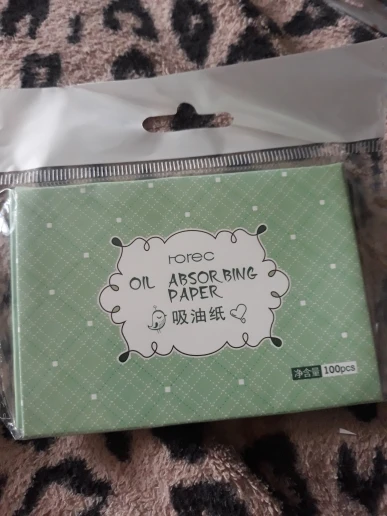 rorec
OIL ABSORBING
PAPER
吸油纸
净含量 100pcs